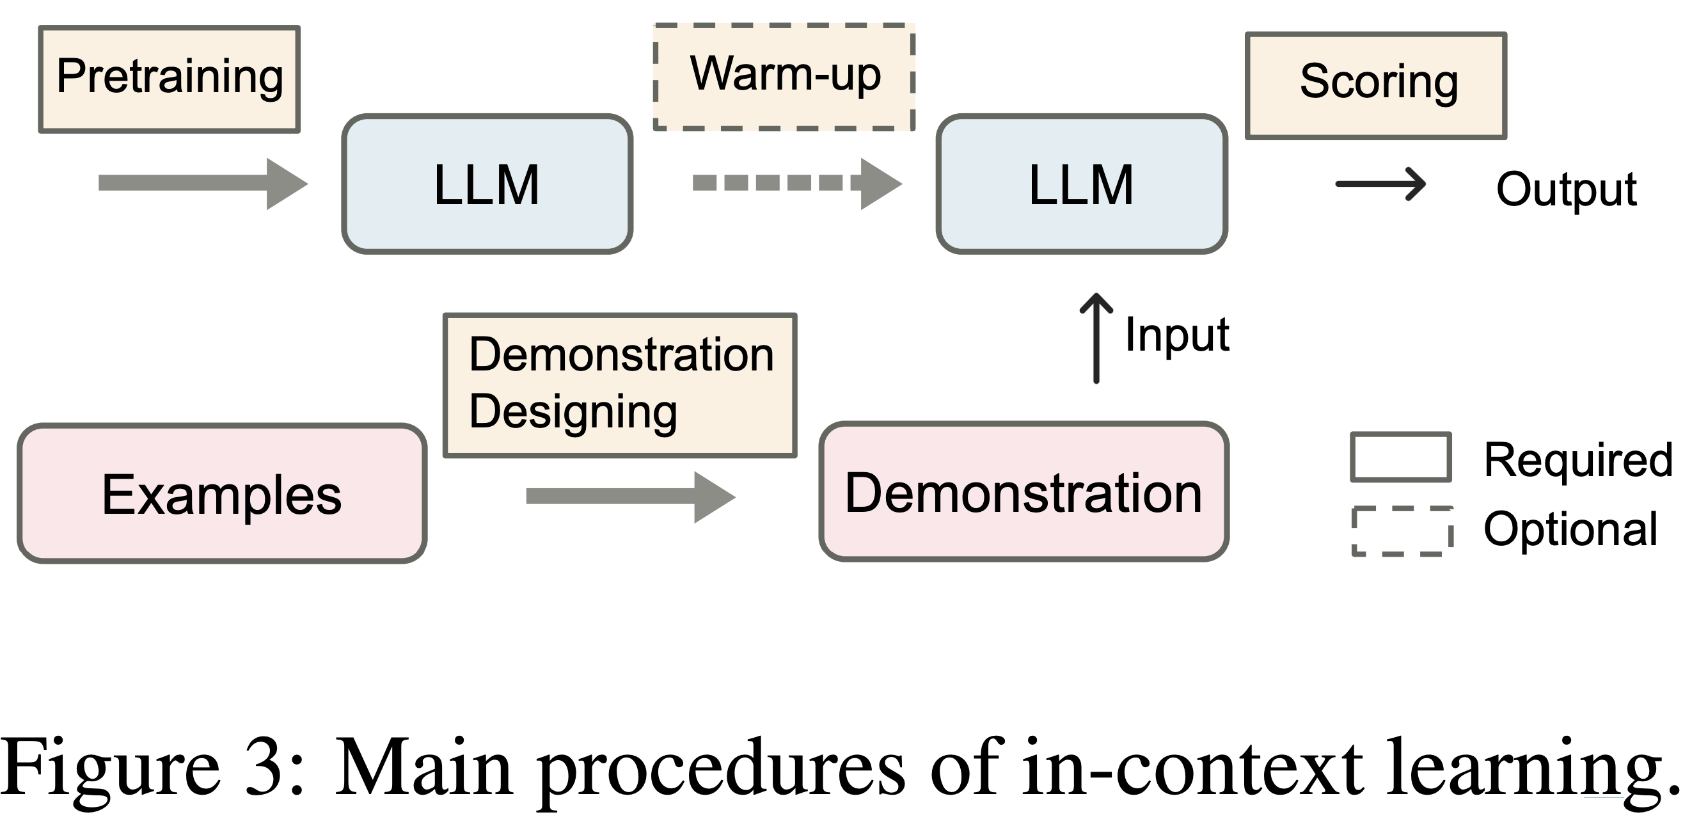 Pretraining
Warm-up
Scoring
LLM
LLM
Output
Input
Demonstration
Designing
Examples
Demonstration
Required
Optional
Figure 3: Main procedures of in-context learning.